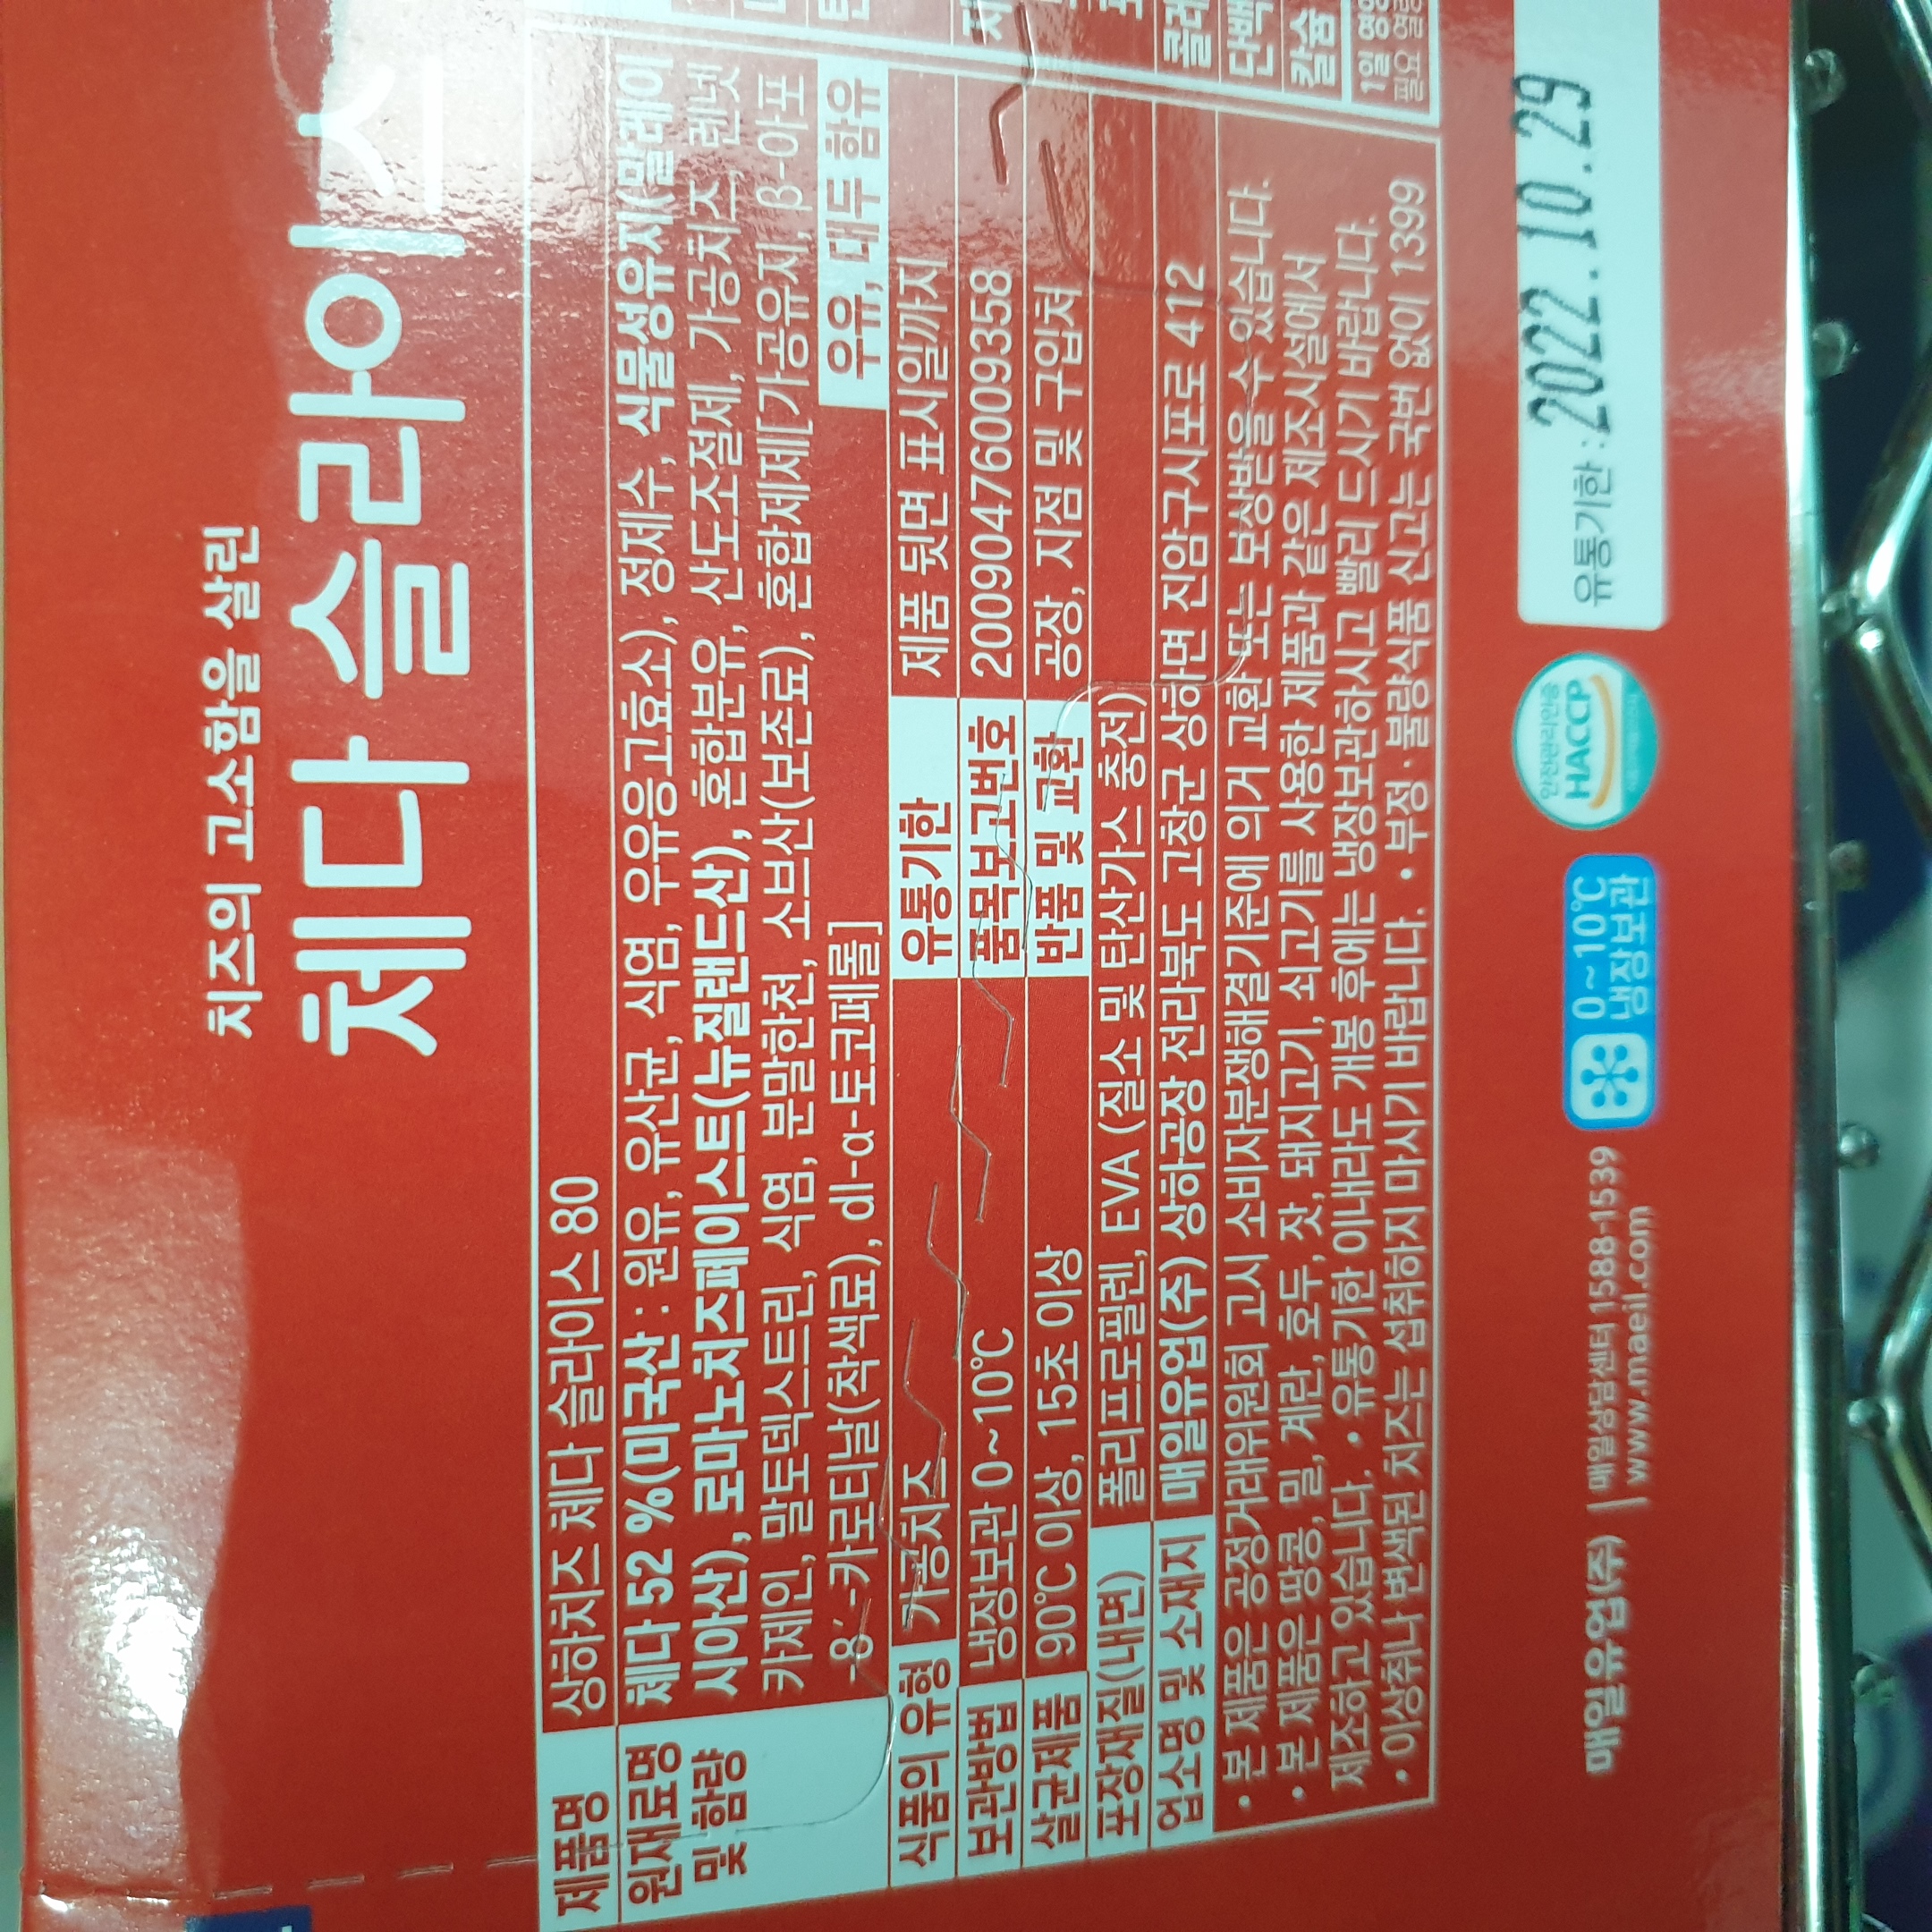 치즈의 고소함을 살린
체다 슬라이스
제품명 상하치즈 체다 슬라이스 80
원재료명 및 함량 체다 52 %(미국산 : 원유, 유산균, 식염, 우유응고효소), 정제수, 식물성유지(말레이
시아산), 로마노치즈페이스트(뉴질랜드산), 혼합분유, 산도조절제, 가공치즈, 렌넷
카제인, 말토덱스트린, 식염, 분말한천, 소브산(보존료), 혼합제제[가공유지, β-아포
-8´-카로티날(착색료), dl-α-토코페롤]
우유, 대두 함유
식품의 유형 가공치즈 유통기한 제품 뒷면 표시일까지
보관방법 냉장보관 0~10℃ 품목보고번호 20090476009358
살균제품 90℃ 이상, 15초 이상 반품 및 교환 공장, 지점 및 구입처
포장재질(내면) 폴리프로필렌, EVA (질소 및 탄산가스 충전)
업소명 및 소재지 매일유업(주) 상하공장 전라북도 고창군 상하면 진암구시포로 412
• 본 제품은 공정거래위원회 고시 소비자분쟁해결기준에 의거 교환 또는 보상받을 수 있습니다.
• 본 제품은 땅콩, 밀, 계란, 호두, 잣, 돼지고기, 쇠고기를 사용한 제품과 같은 제조시설에서
제조하고 있습니다. • 유통기한 이내라도 개봉 후에는 냉장보관하시고 빨리 드시기 바랍니다.
• 이상취나 변색된 치즈는 섭취하지 마시기 바랍니다. • 부정·불량식품 신고는 국번 없이 1399
매일유업(주) | 매일상담센터 1588-1539
www.maeil.com
0~10℃
냉장보관
안전관리인증
HACCP
유통기한 : 2022.10.29
콜레
단백
칼슘
1일 영양
필요 열량